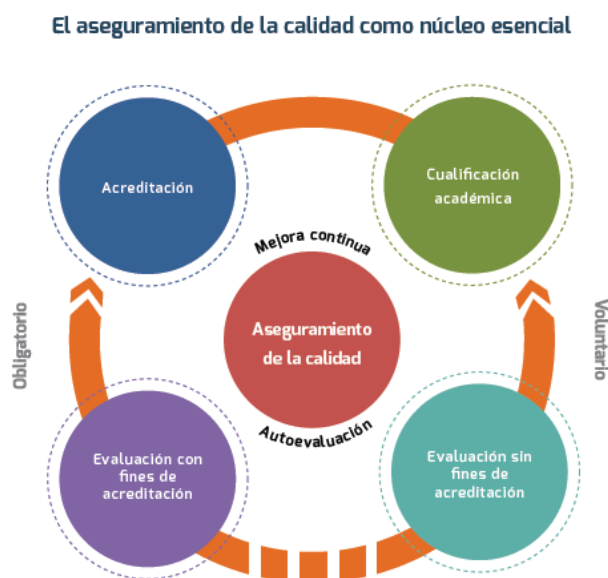 El aseguramiento de la calidad como núcleo esencial
Acreditación
Cualificación
académica
Mejora continua
Aseguramiento
de la calidad
Autoevaluación
Obligatorio
Voluntario
Evaluación con
fines de
acreditación
Evaluación sin
fines de
acreditación